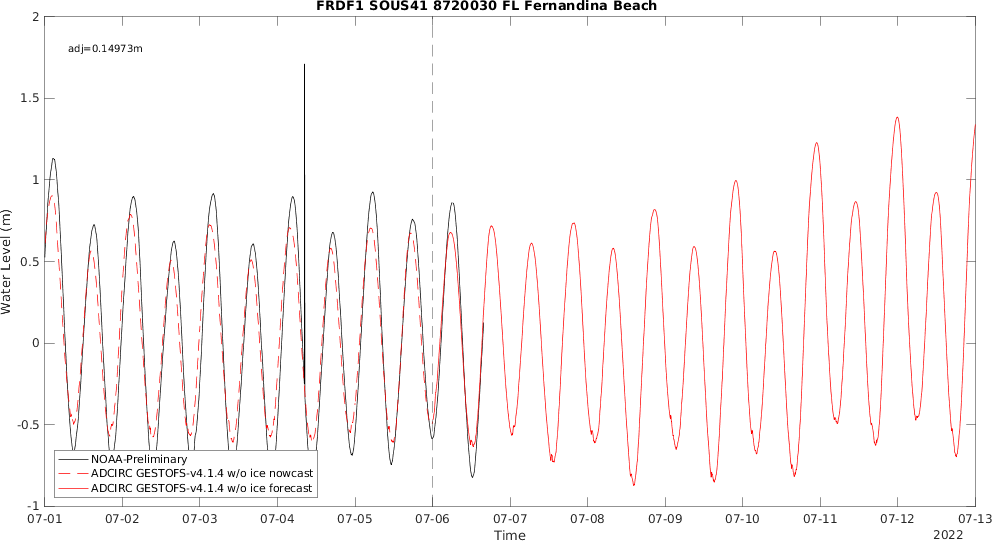 FRDF1 SOUS41 8720030 FL Fernandina Beach
adj=0.14973m
Water Level (m)
2
1.5
1
0.5
0
-0.5
-1
NOAA-Preliminary
ADCIRC GESTOFS-v4.1.4 w/o ice nowcast
ADCIRC GESTOFS-v4.1.4 w/o ice forecast
07-01 07-02 07-03 07-04 07-05 07-06 07-07 07-08 07-09 07-10 07-11 07-12 07-13
Time
2022